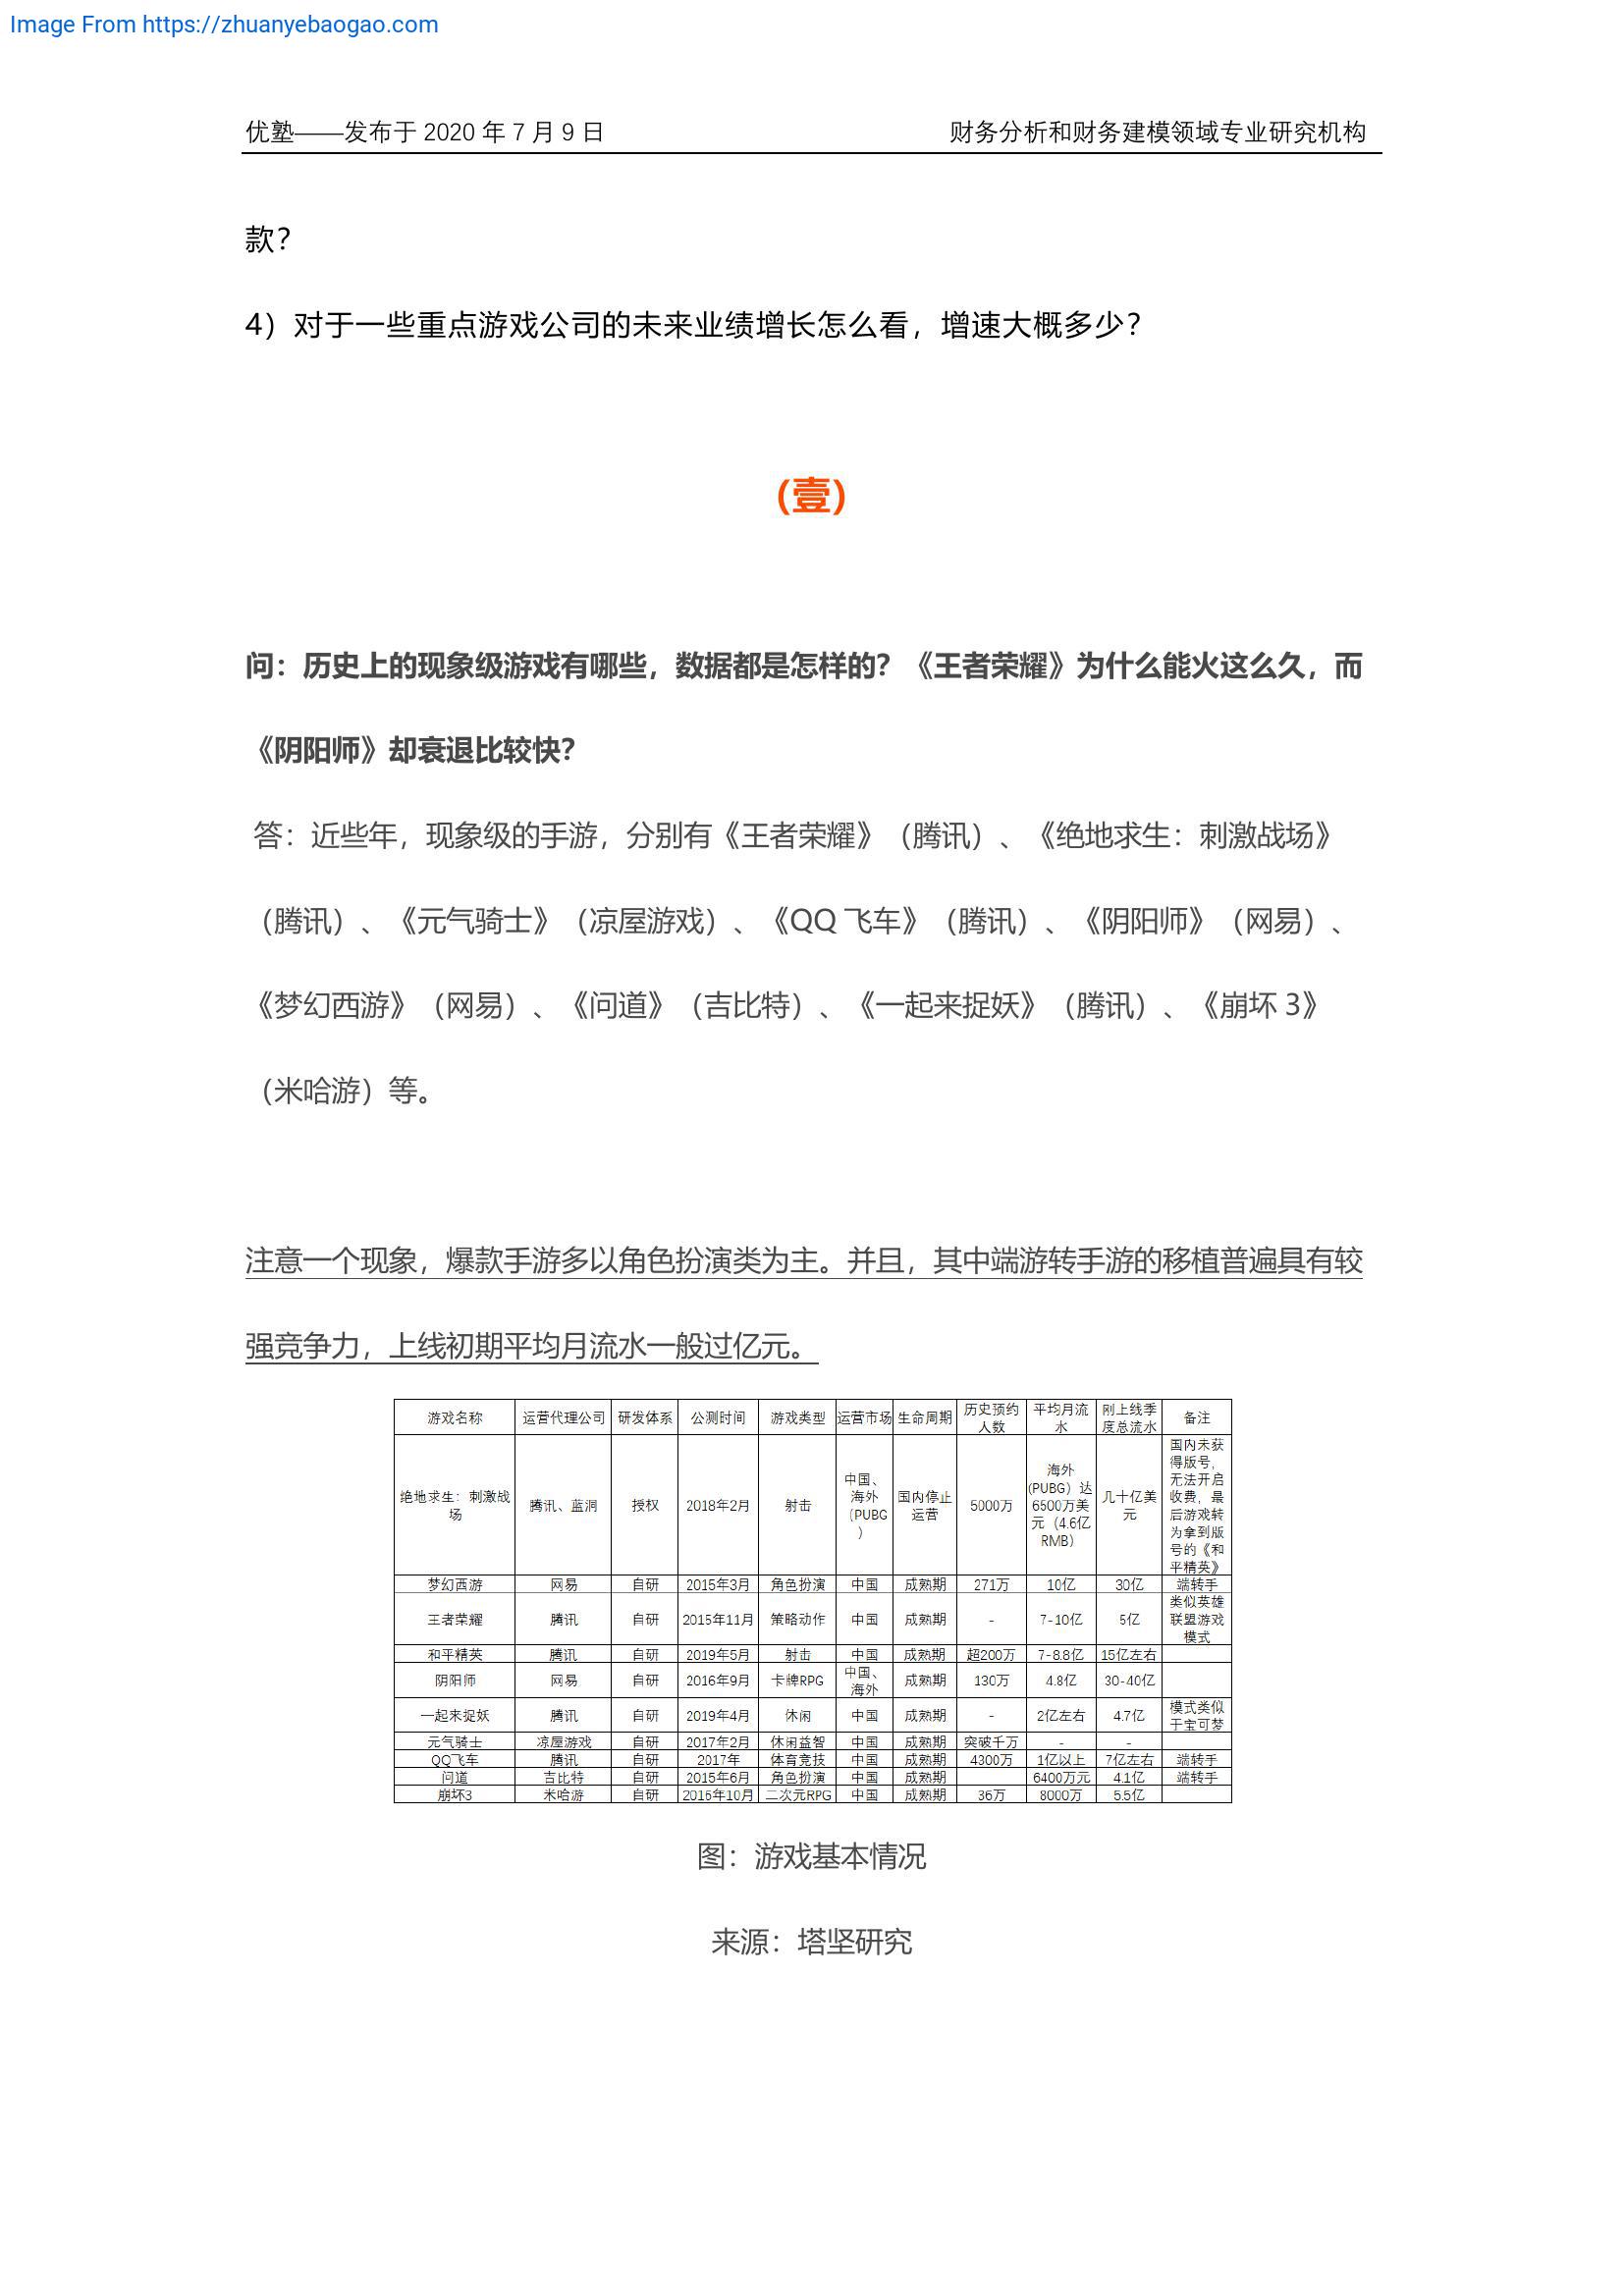 Image From https://zhuanyebaogao.com
优塾——发布于 2020 年 7 月 9 日 财务分析和财务建模领域专业研究机构
款？
4）对于一些重点游戏公司的未来业绩增长怎么看，增速大概多少？
(壹)
问：历史上的现象级游戏有哪些，数据都是怎样的？《王者荣耀》为什么能火这么久，而
《阴阳师》却衰退比较快？
答：近些年，现象级的手游，分别有《王者荣耀》（腾讯）、《绝地求生：刺激战场》
（腾讯）、《元气骑士》（凉屋游戏）、《QQ 飞车》（腾讯）、《阴阳师》（网易）、
《梦幻西游》（网易）、《问道》（吉比特）、《一起来捉妖》（腾讯）、《崩坏 3》
（米哈游）等。
注意一个现象，爆款手游多以角色扮演类为主。并且，其中端游转手游的移植普遍具有较
强竞争力，上线初期平均月流水一般过亿元。
游戏名称 运营代理公司 研发体系 公测时间 游戏类型 运营市场 生命周期 历史预约人数 平均月流水 刚上线季度总流水 备注
绝地求生：刺激战场 腾讯、蓝洞 授权 2018年2月 射击 中国、海外（PUBG） 国内停止运营 5000万 海外(PUBG）达6500万美元（4.6亿RMB） 几十亿美元 国内未获得版号，无法开启收费，最后游戏转为拿到版号的《和平精英》
梦幻西游 网易 自研 2015年3月 角色扮演 中国 成熟期 271万 10亿 30亿 端转手
王者荣耀 腾讯 自研 2015年11月 策略动作 中国 成熟期 - 7-10亿 5亿 类似英雄联盟游戏模式
和平精英 腾讯 自研 2019年5月 射击 中国 成熟期 超200万 7-8.8亿 15亿左右
阴阳师 网易 自研 2016年9月 卡牌RPG 中国、海外 成熟期 130万 4.8亿 30-40亿
一起来捉妖 腾讯 自研 2019年4月 休闲 中国 成熟期 - 2亿左右 4.7亿 模式类似于宝可梦
元气骑士 凉屋游戏 自研 2017年2月 休闲益智 中国 成熟期 突破千万 - -
QQ飞车 腾讯 自研 2017年 体育竞技 中国 成熟期 4300万 1亿以上 7亿左右 端转手
问道 吉比特 自研 2015年6月 角色扮演 中国 成熟期 6400万元 4.1亿 端转手
崩坏3 米哈游 自研 2016年10月 二次元RPG 中国 成熟期 36万 8000万 5.5亿
图：游戏基本情况
来源：塔坚研究